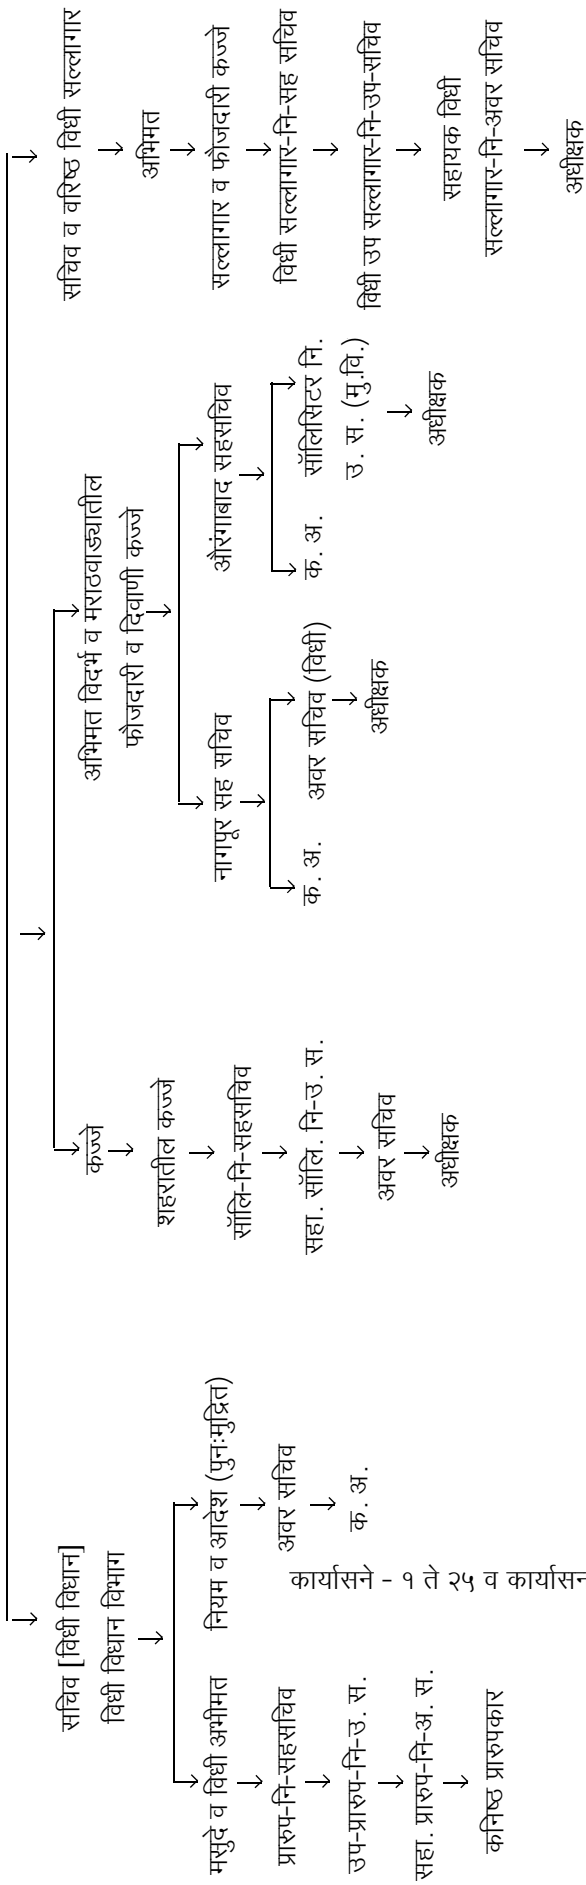 सचिव [विधी विधान]
विधी विधान विभाग
मसुदे व विधी अभीमत
प्रारुप-नि-सहसचिव
उप-प्रारुप-नि-उ. स.
सहा. प्रारुप-नि-अ. स.
कनिष्ठ प्रारुपकार
नियम व आदेश (पुनःमुद्रित)
अवर सचिव
क. अ.
कज्जे
शहरातील कज्जे
सॉलि-नि-सहसचिव
सहा. सॉलि. नि-उ. स.
अवर सचिव
अधीक्षक
अभिमत विदर्भ व मराठवाड्यातील
फौजदारी व दिवाणी कज्जे
नागपूर सह सचिव
क. अ.
अवर सचिव (विधी)
अधीक्षक
औरंगाबाद सहसचिव
क. अ.
सॉलिसिटर नि.
उ. स. (मु.वि.)
अधीक्षक
सचिव व वरिष्ठ विधी सल्लागार
अभिमत
सल्लागार व फौजदारी कज्जे
विधी सल्लागार-नि-सह सचिव
विधी उप सल्लागार-नि-उप-सचिव
सहायक विधी
सल्लागार-नि-अवर सचिव
अधीक्षक
कार्यासने - १ ते २५ व कार्यासन